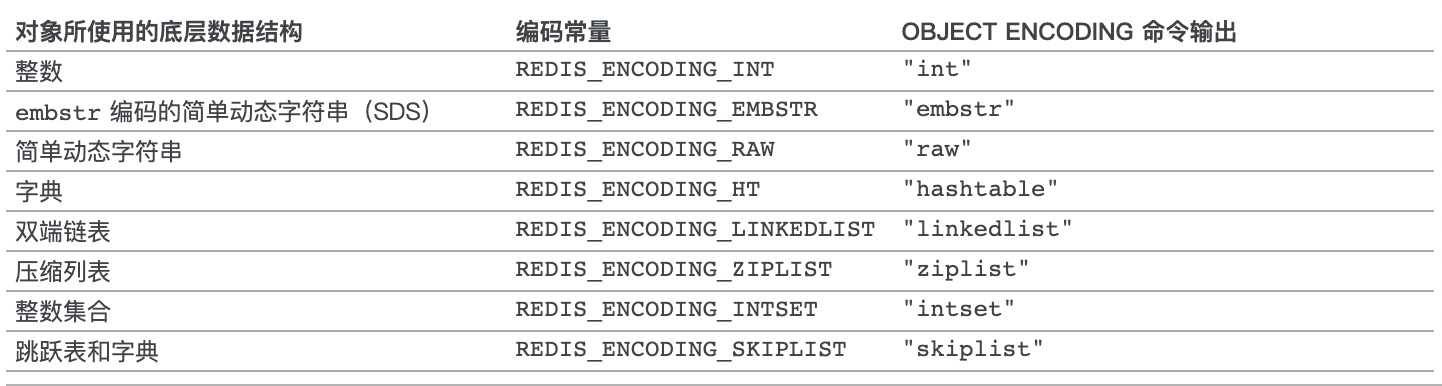 对象所使用的底层数据结构 编码常量 OBJECT ENCODING 命令输出
整数 REDIS_ENCODING_INT "int"
embstr 编码的简单动态字符串（SDS） REDIS_ENCODING_EMBSTR "embstr"
简单动态字符串 REDIS_ENCODING_RAW "raw"
字典 REDIS_ENCODING_HT "hashtable"
双端链表 REDIS_ENCODING_LINKEDLIST "linkedlist"
压缩列表 REDIS_ENCODING_ZIPLIST "ziplist"
整数集合 REDIS_ENCODING_INTSET "intset"
跳跃表和字典 REDIS_ENCODING_SKIPLIST "skiplist"